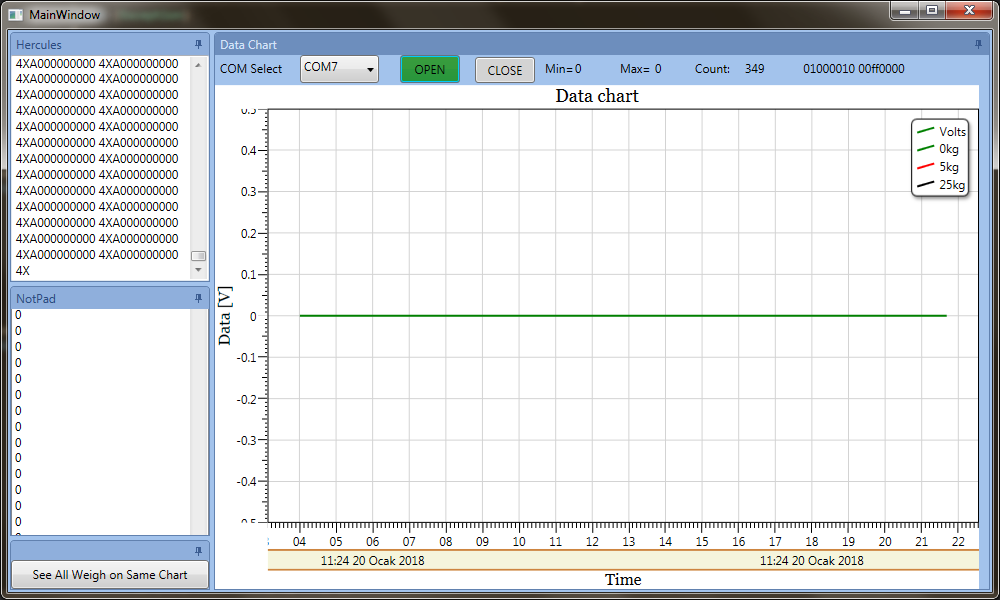 MainWindow
Hercules
4XA000000000 4XA000000000
4XA000000000 4XA000000000
4XA000000000 4XA000000000
4XA000000000 4XA000000000
4XA000000000 4XA000000000
4XA000000000 4XA000000000
4XA000000000 4XA000000000
4XA000000000 4XA000000000
4XA000000000 4XA000000000
4XA000000000 4XA000000000
4XA000000000 4XA000000000
4XA000000000 4XA000000000
4XA000000000 4XA000000000
4X
NotPad
0
0
0
0
0
0
0
0
0
0
0
0
0
0
See All Weigh on Same Chart
Data Chart
COM Select COM7 OPEN CLOSE Min= 0 Max= 0 Count: 349 01000010 00ff0000
Data chart
Volts
0kg
5kg
25kg
Data [V]
0.5
0.4
0.3
0.2
0.1
0
-0.1
-0.2
-0.3
-0.4
-0.5
04 05 06 07 08 09 10 11 12 13 14 15 16 17 18 19 20 21 22
11:24 20 Ocak 2018 11:24 20 Ocak 2018
Time